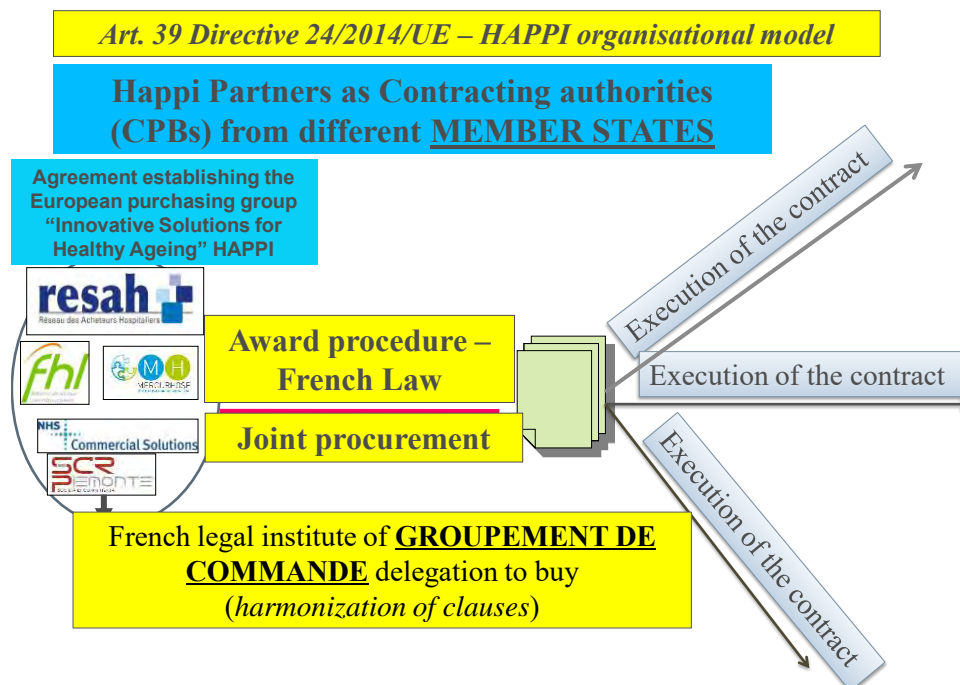 Art. 39 Directive 24/2014/UE – HAPPI organisational model
Happi Partners as Contracting authorities
(CPBs) from different MEMBER STATES
Agreement establishing the
European purchasing group
“Innovative Solutions for
Healthy Ageing” HAPPI
resah
Réseau des Acheteurs Hospitaliers
fhl
MH
MERCURHOSP
NHS
Commercial Solutions
SCR
PIEMONTE
Award procedure –
French Law
Joint procurement
French legal institute of GROUPEMENT DE
COMMANDE delegation to buy
(harmonization of clauses)
Execution of the contract
Execution of the contract
Execution of the contract